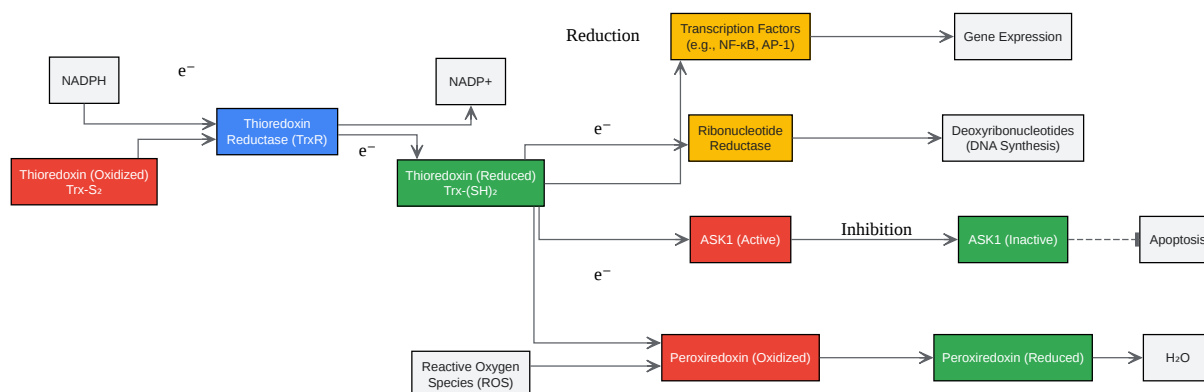 Reduction
Transcription Factors
(e.g., NF-κB, AP-1)
Gene Expression
NADPH
e⁻
NADP+
Thioredoxin
Reductase (TrxR)
e⁻
e⁻
Ribonucleotide
Reductase
Deoxyribonucleotides
(DNA Synthesis)
Thioredoxin (Oxidized)
Trx-S₂
Thioredoxin (Reduced)
Trx-(SH)₂
ASK1 (Active)
Inhibition
ASK1 (Inactive)
Apoptosis
e⁻
Reactive Oxygen
Species (ROS)
Peroxiredoxin (Oxidized)
Peroxiredoxin (Reduced)
H₂O